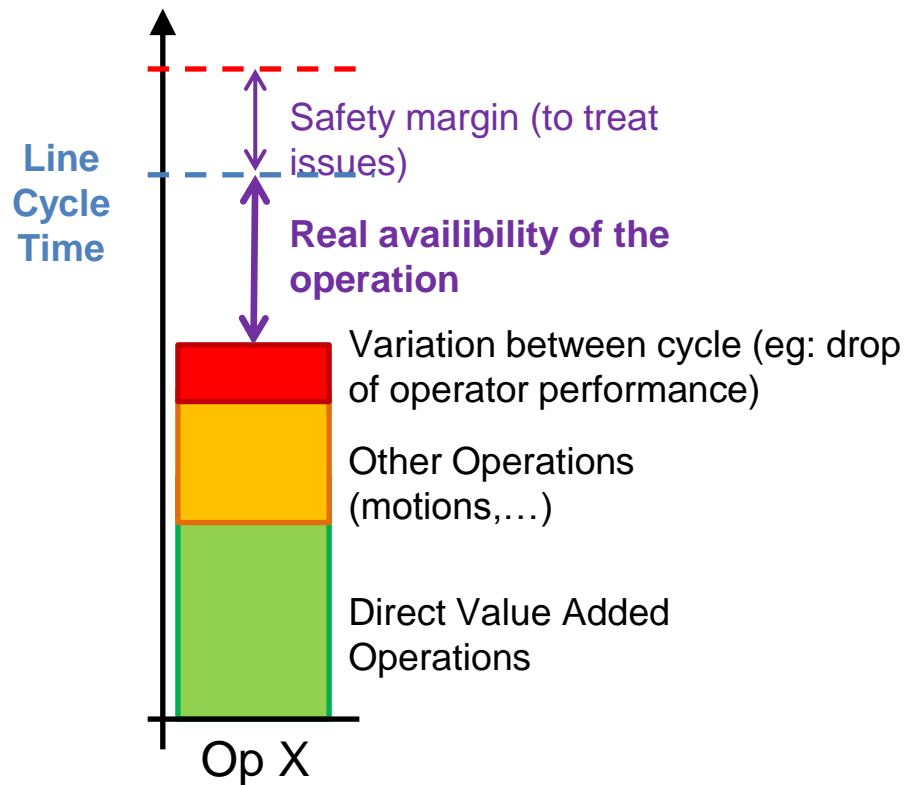 Safety margin (to treat
issues)
Line
Cycle
Time
Real availibility of the
operation
Variation between cycle (eg: drop
of operator performance)
Other Operations
(motions,…)
Direct Value Added
Operations
Op X